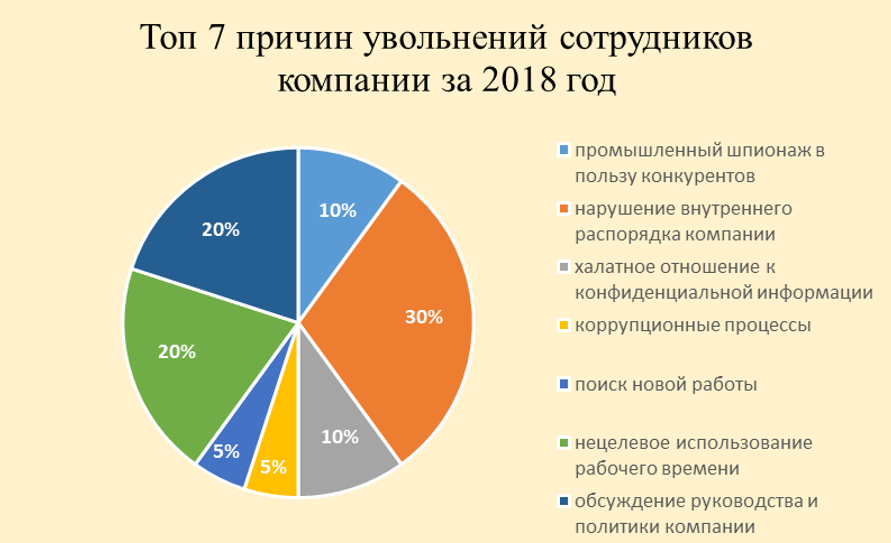 Топ 7 причин увольнений сотрудников
компании за 2018 год
10%
30%
10%
5%
5%
20%
20%
промышленный шпионаж в
пользу конкурентов
нарушение внутреннего
распорядка компании
халатное отношение к
конфиденциальной информации
коррупционные процессы
поиск новой работы
нецелевое использование
рабочего времени
обсуждение руководства и
политики компании